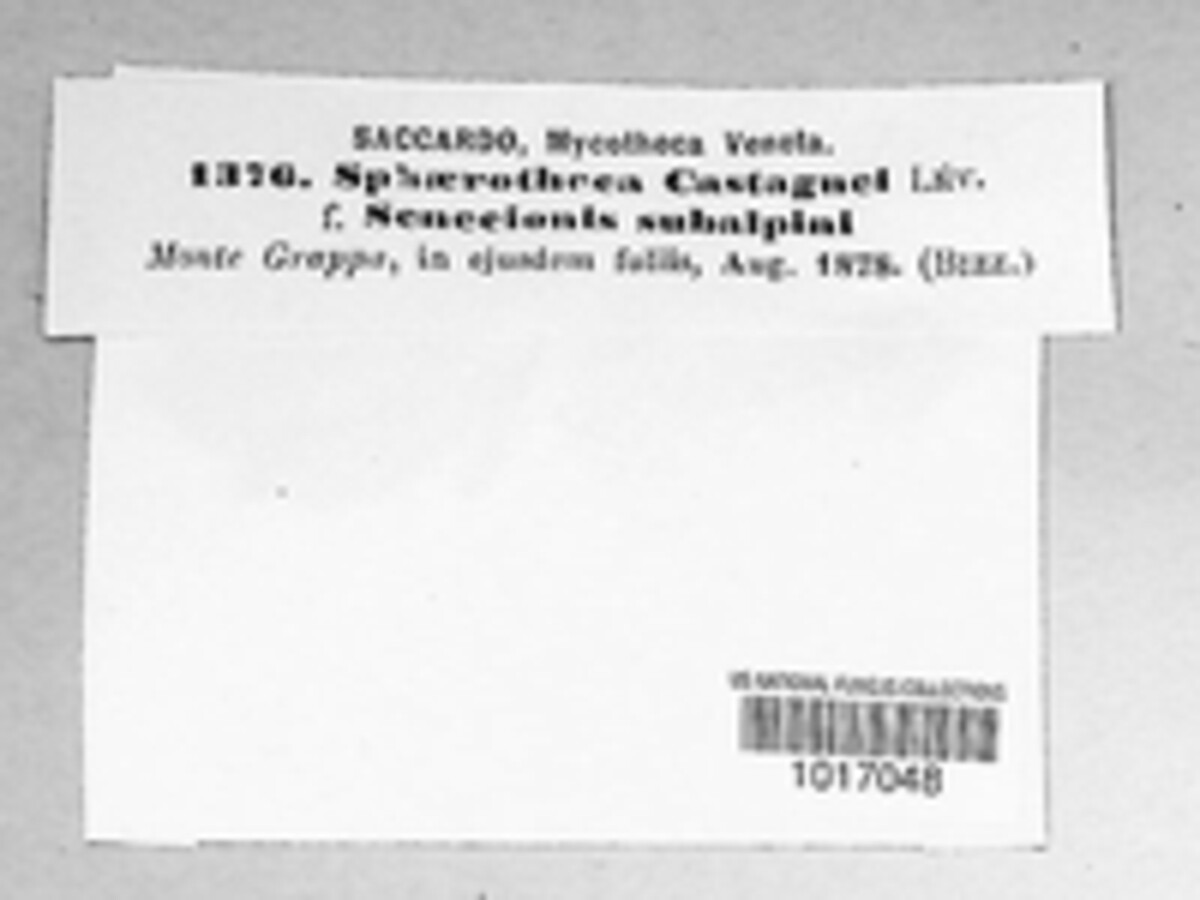 SACCARDO, Mycotheca Veneta.
1376. Sphærotheca Castagnei Lév.
f. Senecionis subalpini
Monte Grappa, in ejusdem foliis, Aug. 1878. (Bizz.)
US NATIONAL FUNGUS COLLECTIONS
1017048